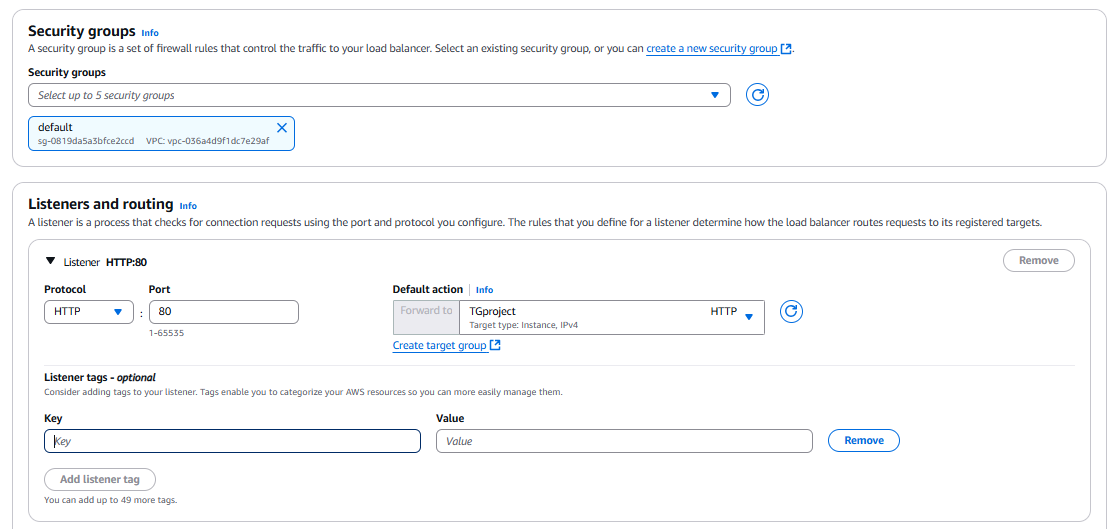 Security groups Info
A security group is a set of firewall rules that control the traffic to your load balancer. Select an existing security group, or you can create a new security group.
Security groups
Select up to 5 security groups
default
sg-0819da5a3bfce2ccd VPC: vpc-036a4d9f1dc7e29af
Listeners and routing Info
A listener is a process that checks for connection requests using the port and protocol you configure. The rules that you define for a listener determine how the load balancer routes requests to its registered targets.
Listener HTTP:80 Remove
Protocol Port Default action Info
HTTP : 80 Forward to TGproject HTTP
Target type: Instance, IPv4
1-65535
Create target group
Listener tags - optional
Consider adding tags to your listener. Tags enable you to categorize your AWS resources so you can more easily manage them.
Key Value
Key Value Remove
Add listener tag
You can add up to 49 more tags.